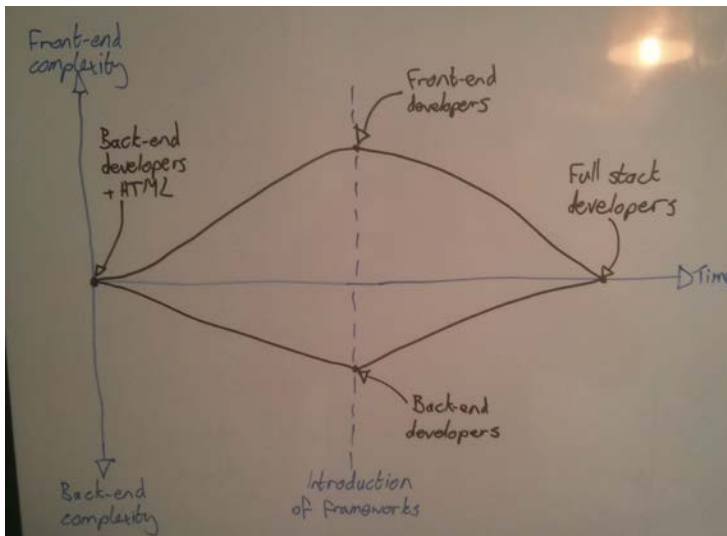 Front-end
complexity
Front-end
developers
Back-end
developers
+ HTML
Full stack
developers
Time
Back-end
developers
Introduction
of frameworks
Back-end
complexity